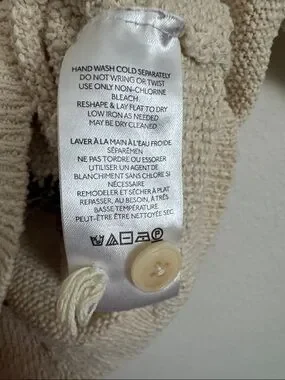 HAND WASH COLD SEPARATELY
DO NOT WRING OR TWIST
USE ONLY NON-CHLORINE
BLEACH
RESHAPE & LAY FLAT TO DRY
LOW IRON AS NEEDED
MAY BE DRY CLEANED
LAVER À LA MAIN À L'EAU FROIDE
SÉPARÉMEN
NE PAS TORDRE OU ESSORER
UTILISER UN AGENT DE
BLANCHIMENT SANS CHLORE SI
NÉCESSAIRE
REMODELER ET SÉCHER À PLAT
REPASSER, AU BESOIN, À TRÈS
BASSE TEMPÉRATURE
PEUT-ÊTRE ÊTRE NETTOYÉE SEC